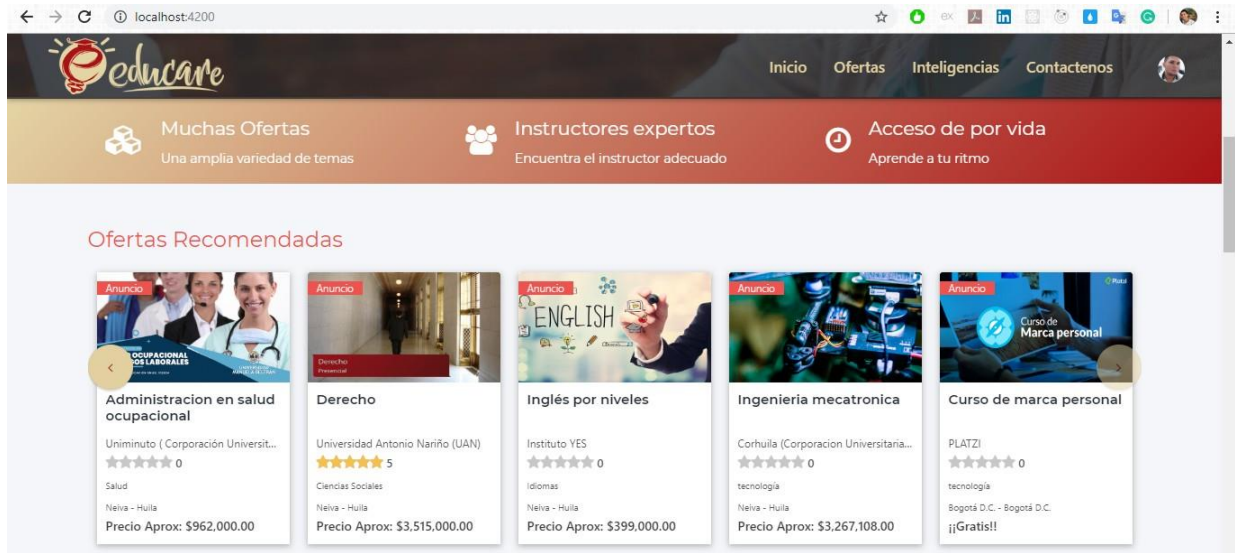 localhost:4200
educare
Inicio Ofertas Inteligencias Contactenos
Muchas Ofertas
Una amplia variedad de temas
Instructores expertos
Encuentra el instructor adecuado
Acceso de por vida
Aprende a tu ritmo
Ofertas Recomendadas
Anuncio
OCUPACIONAL
OS LABORALES
Administracion en salud
ocupacional
Uniminuto ( Corporación Universit...
0
Salud
Neiva - Huila
Precio Aprox: $962,000.00
Anuncio
Derecho
Presencial
Derecho
Universidad Antonio Nariño (UAN)
5
Ciencias Sociales
Neiva - Huila
Precio Aprox: $3,515,000.00
Anuncio
ENGLISH
Inglés por niveles
Instituto YES
0
Idiomas
Neiva - Huila
Precio Aprox: $399,000.00
Anuncio
Ingenieria mecatronica
Corhuila (Corporacion Universitaria...
0
tecnología
Neiva - Huila
Precio Aprox: $3,267,108.00
Anuncio
Platzi
Curso de
Marca personal
Curso de marca personal
PLATZI
0
tecnología
Bogotá D.C. - Bogotá D.C.
¡¡Gratis!!